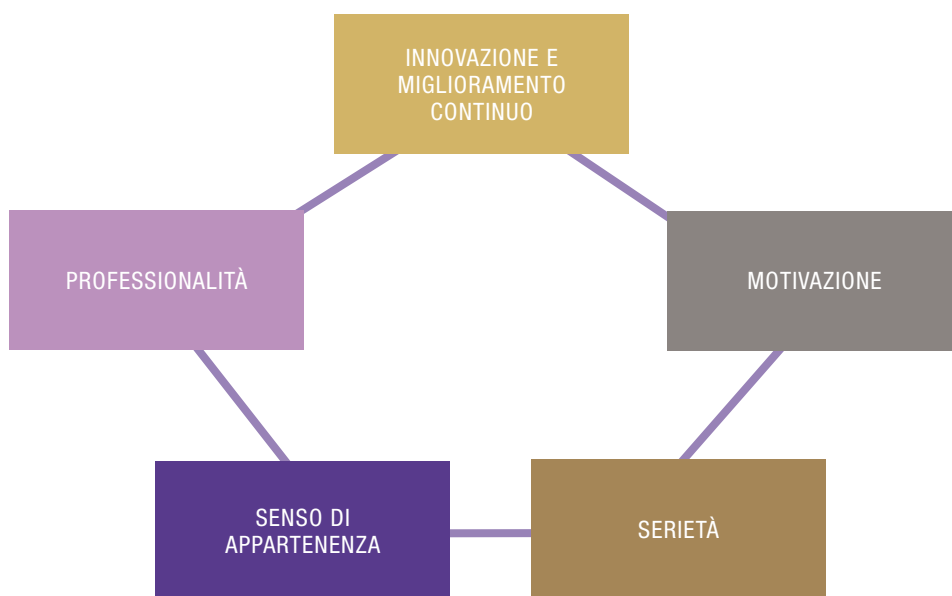 INNOVAZIONE E
MIGLIORAMENTO
CONTINUO
PROFESSIONALITÀ
MOTIVAZIONE
SENSO DI
APPARTENENZA
SERIETÀ